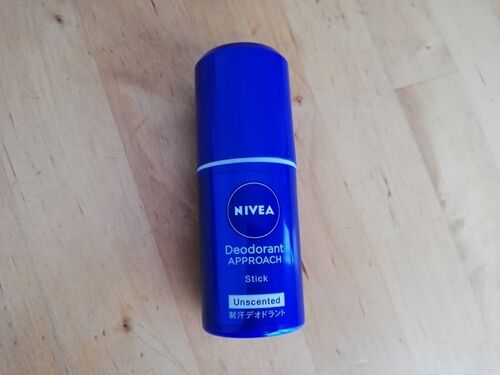 NIVEA
Deodorant
APPROACH
Stick
Unscented
制汗デオドラント